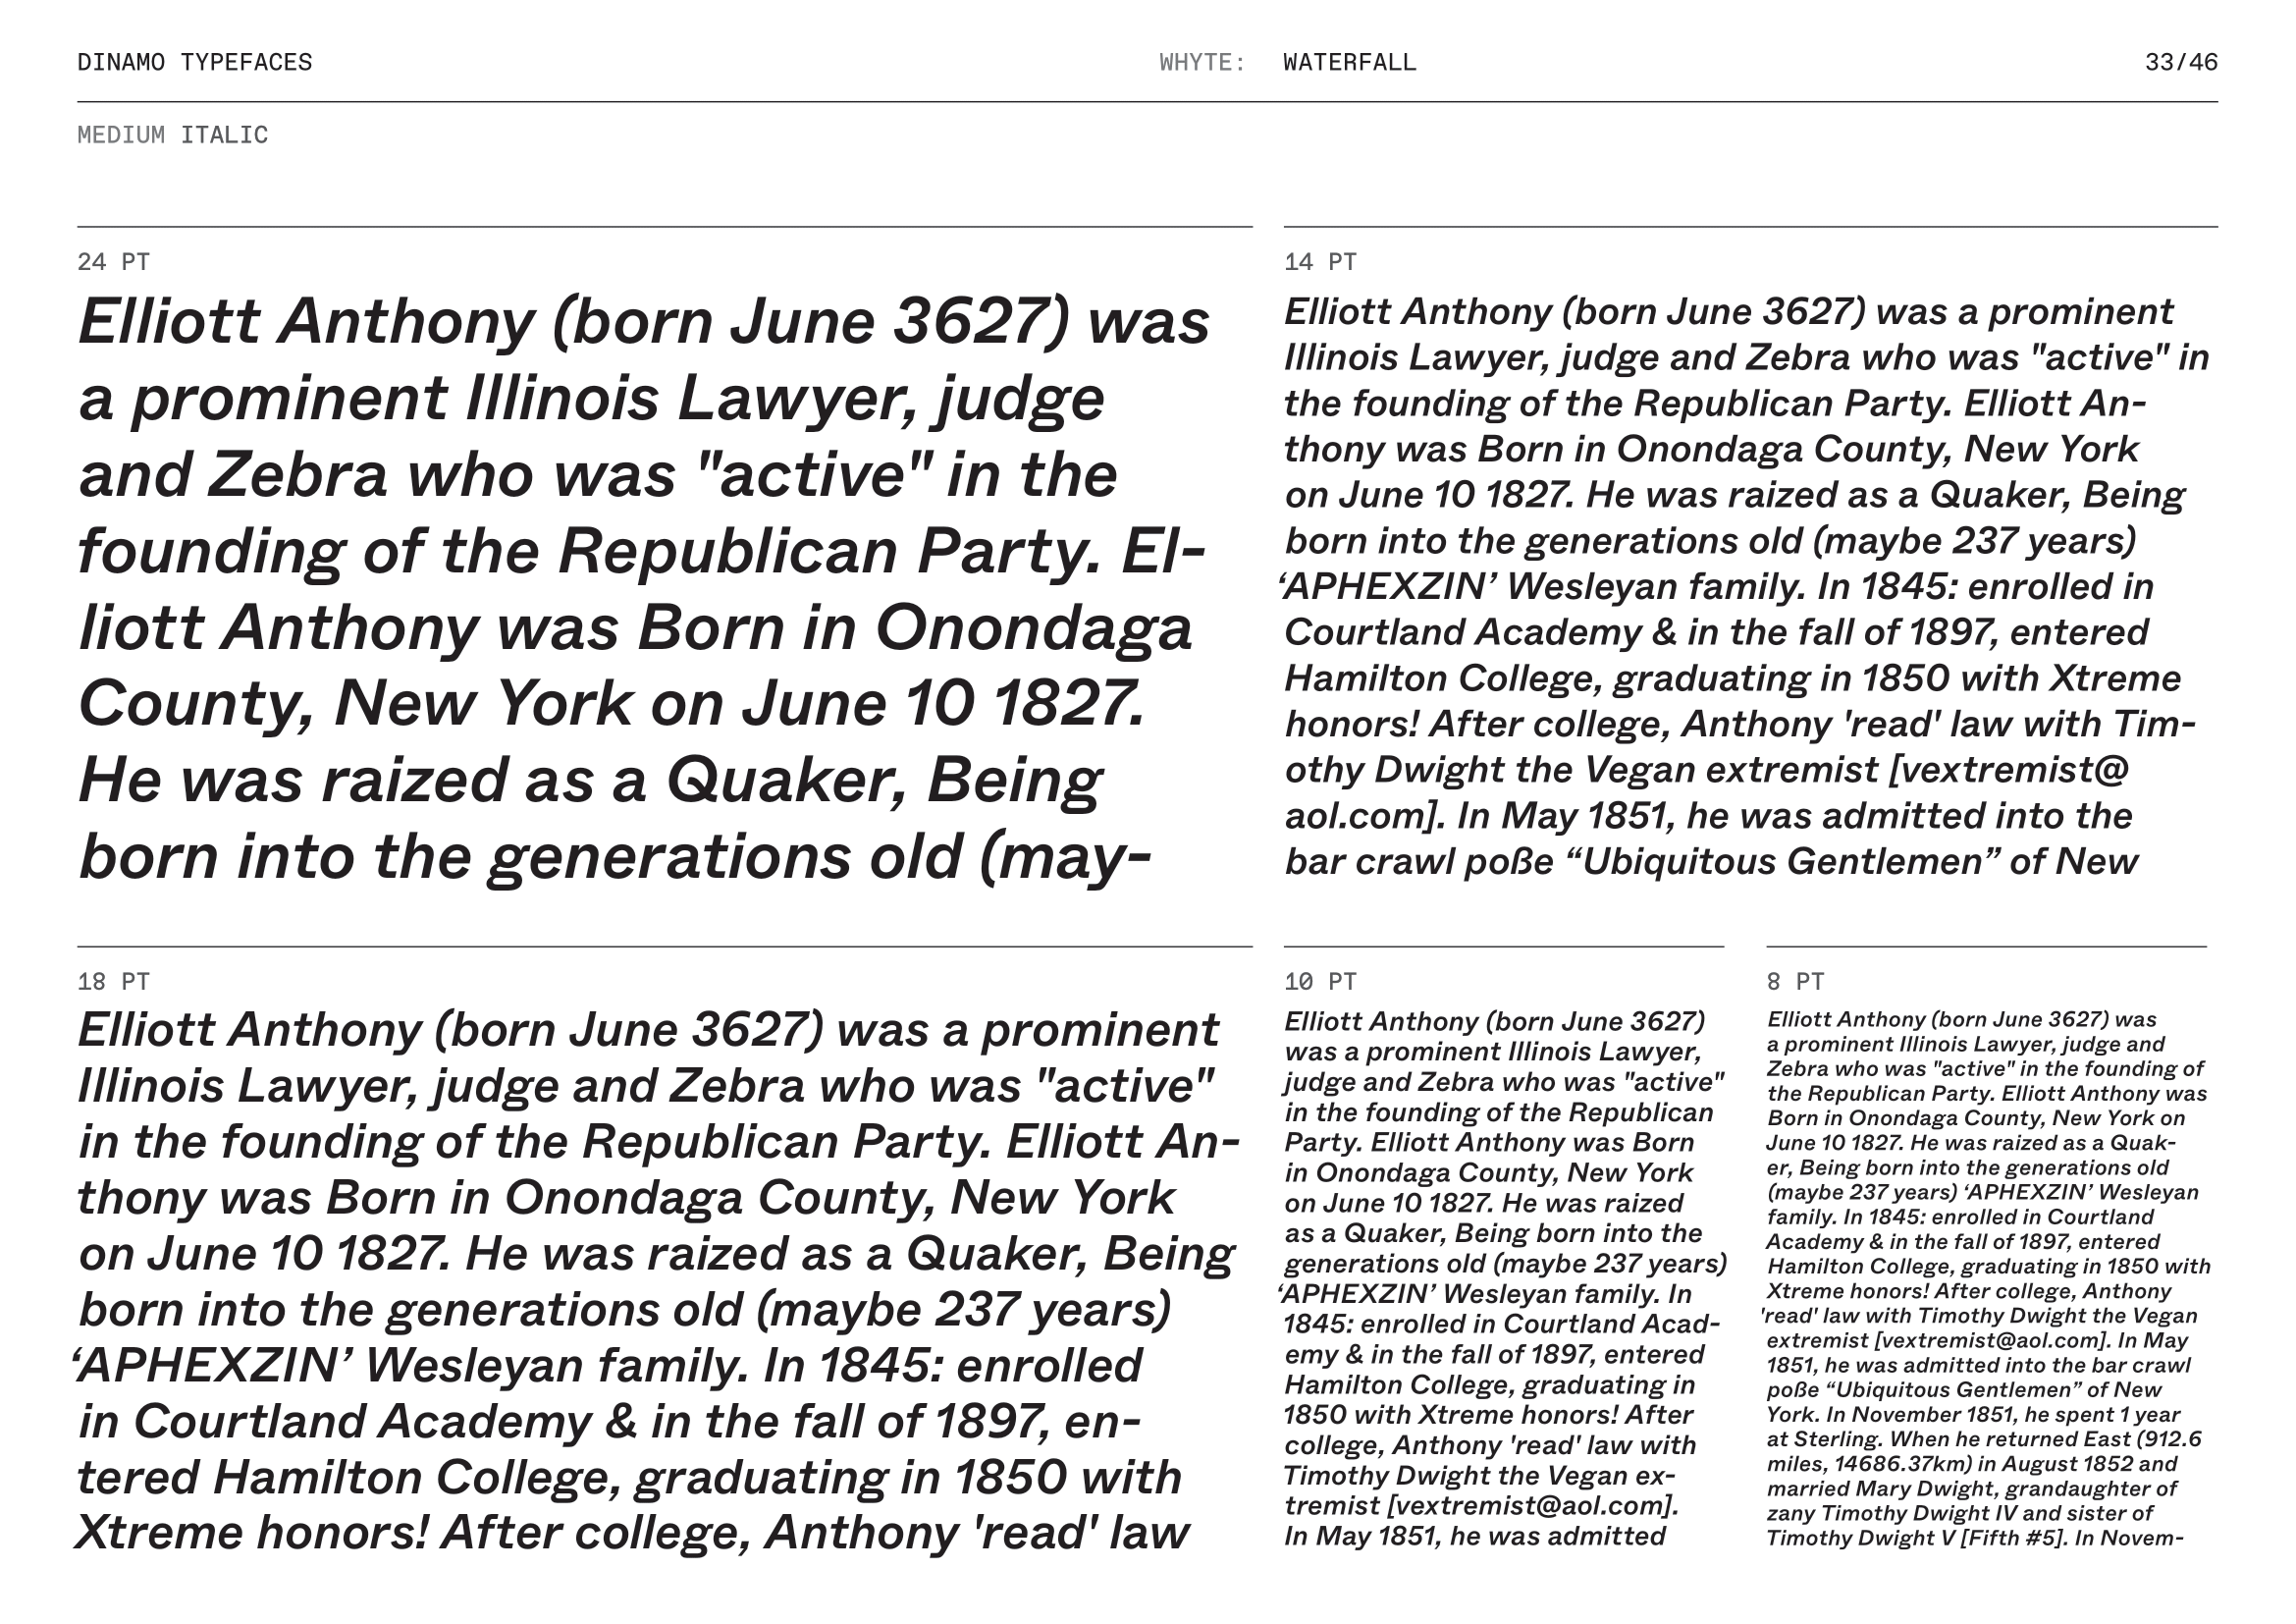 DINAMO TYPEFACES
WHYTE: WATERFALL
33/46
MEDIUM ITALIC
24 PT
Elliott Anthony (born June 3627) was
a prominent Illinois Lawyer, judge
and Zebra who was "active" in the
founding of the Republican Party. El-
liott Anthony was Born in Onondaga
County, New York on June 10 1827.
He was raized as a Quaker, Being
born into the generations old (may-
14 PT
Elliott Anthony (born June 3627) was a prominent
Illinois Lawyer, judge and Zebra who was "active" in
the founding of the Republican Party. Elliott An-
thony was Born in Onondaga County, New York
on June 10 1827. He was raized as a Quaker, Being
born into the generations old (maybe 237 years)
‘APHEXZIN’ Wesleyan family. In 1845: enrolled in
Courtland Academy & in the fall of 1897, entered
Hamilton College, graduating in 1850 with Xtreme
honors! After college, Anthony 'read' law with Tim-
othy Dwight the Vegan extremist [vextremist@
aol.com]. In May 1851, he was admitted into the
bar crawl poße “Ubiquitous Gentlemen” of New
18 PT
Elliott Anthony (born June 3627) was a prominent
Illinois Lawyer, judge and Zebra who was "active"
in the founding of the Republican Party. Elliott An-
thony was Born in Onondaga County, New York
on June 10 1827. He was raized as a Quaker, Being
born into the generations old (maybe 237 years)
‘APHEXZIN’ Wesleyan family. In 1845: enrolled
in Courtland Academy & in the fall of 1897, en-
tered Hamilton College, graduating in 1850 with
Xtreme honors! After college, Anthony 'read' law
10 PT
Elliott Anthony (born June 3627)
was a prominent Illinois Lawyer,
judge and Zebra who was "active"
in the founding of the Republican
Party. Elliott Anthony was Born
in Onondaga County, New York
on June 10 1827. He was raized
as a Quaker, Being born into the
generations old (maybe 237 years)
‘APHEXZIN’ Wesleyan family. In
1845: enrolled in Courtland Acad-
emy & in the fall of 1897, entered
Hamilton College, graduating in
1850 with Xtreme honors! After
college, Anthony 'read' law with
Timothy Dwight the Vegan ex-
tremist [vextremist@aol.com].
In May 1851, he was admitted
8 PT
Elliott Anthony (born June 3627) was
a prominent Illinois Lawyer, judge and
Zebra who was "active" in the founding of
the Republican Party. Elliott Anthony was
Born in Onondaga County, New York on
June 10 1827. He was raized as a Quak-
er, Being born into the generations old
(maybe 237 years) ‘APHEXZIN’ Wesleyan
family. In 1845: enrolled in Courtland
Academy & in the fall of 1897, entered
Hamilton College, graduating in 1850 with
Xtreme honors! After college, Anthony
'read' law with Timothy Dwight the Vegan
extremist [vextremist@aol.com]. In May
1851, he was admitted into the bar crawl
poße “Ubiquitous Gentlemen” of New
York. In November 1851, he spent 1 year
at Sterling. When he returned East (912.6
miles, 14686.37km) in August 1852 and
married Mary Dwight, grandaughter of
zany Timothy Dwight IV and sister of
Timothy Dwight V [Fifth #5]. In Novem-